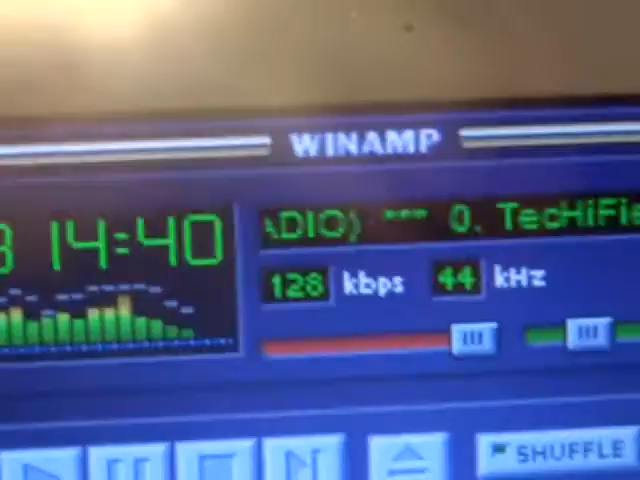 WINAMP
14:40
ADIO) *** 0. TecHiFi
128 kbps 44 kHz
SHUFFLE